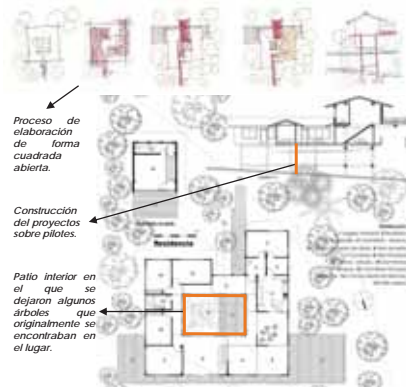 Proceso de
elaboración
de forma
cuadrada
abierta.
Construcción
del proyectos
sobre pilotes.
Patio interior en
el que se
dejaron algunos
árboles que
originalmente se
encontraban en
el lugar.
Residencia